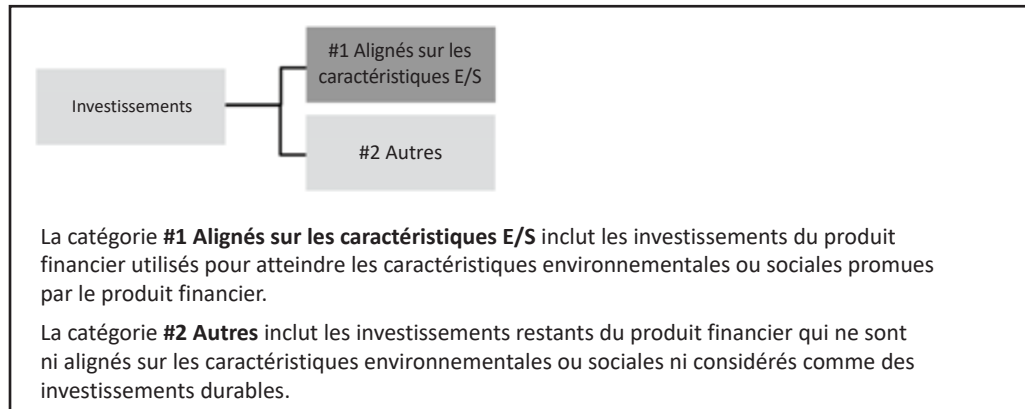 #1 Alignés sur les
caractéristiques E/S
Investissements
#2 Autres
La catégorie #1 Alignés sur les caractéristiques E/S inclut les investissements du produit
financier utilisés pour atteindre les caractéristiques environnementales ou sociales promues
par le produit financier.
La catégorie #2 Autres inclut les investissements restants du produit financier qui ne sont
ni alignés sur les caractéristiques environnementales ou sociales ni considérés comme des
investissements durables.